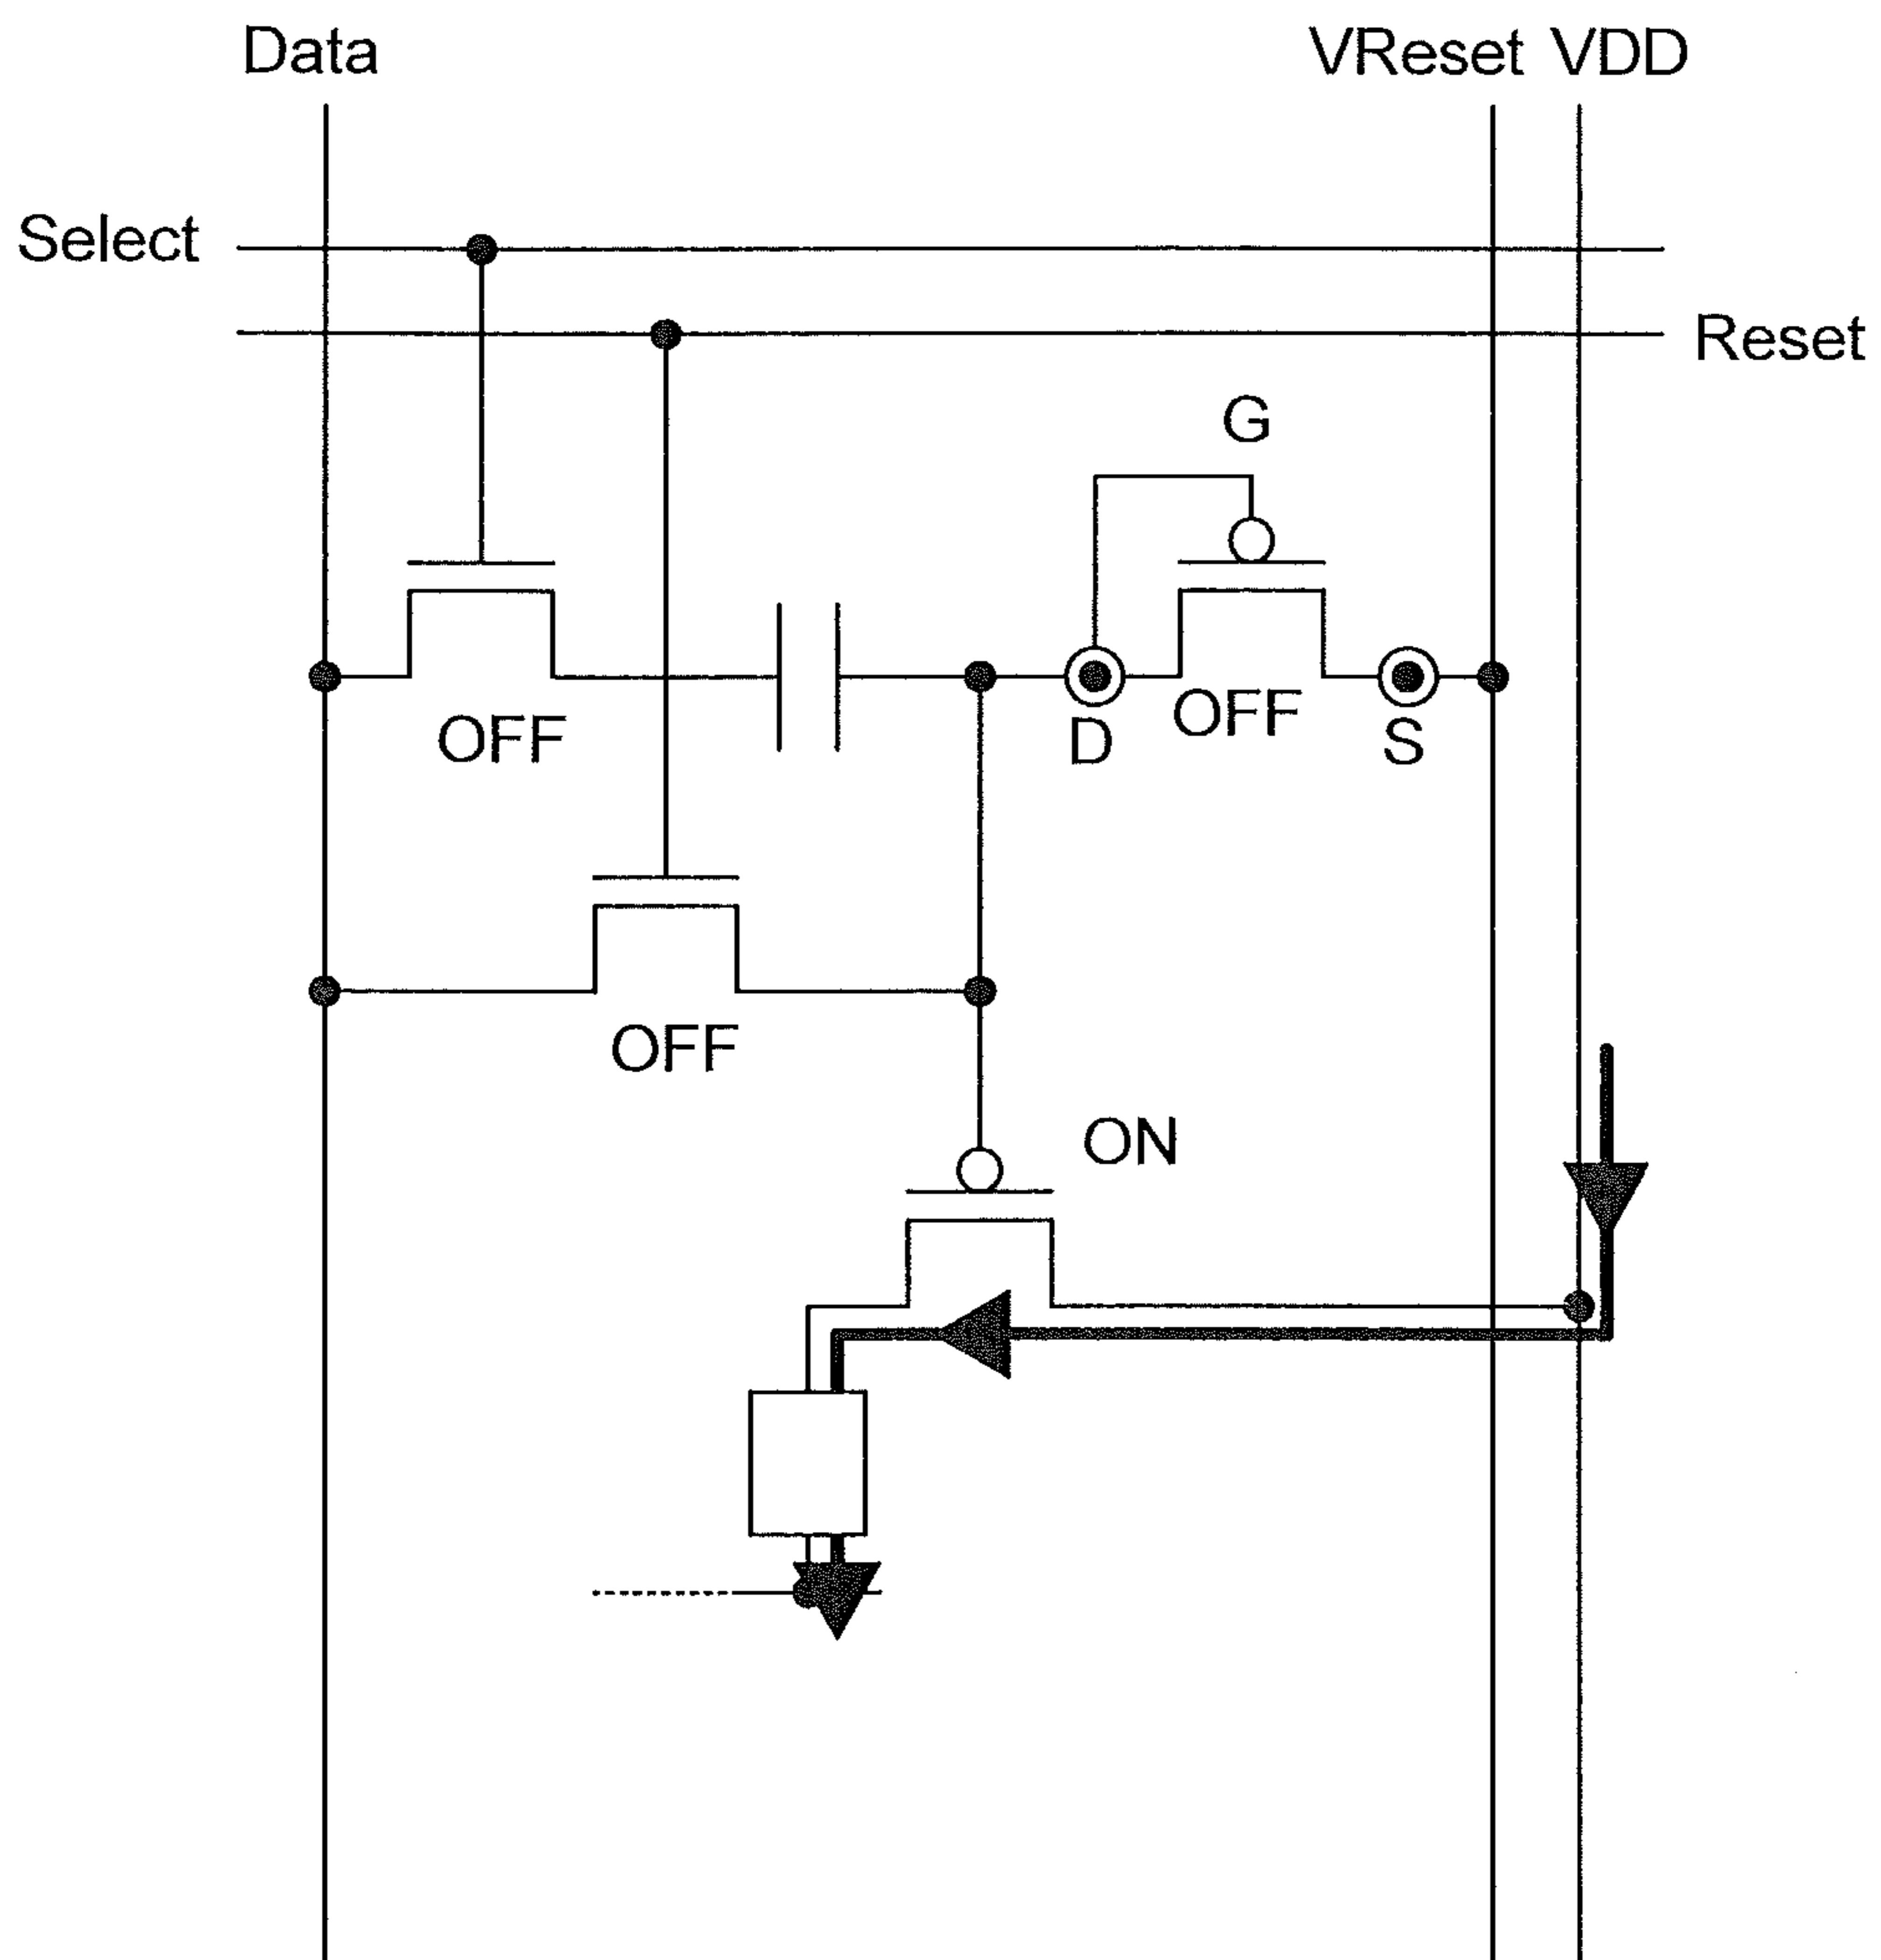 Data
VReset VDD
Select
Reset
G
OFF
D
OFF
S
OFF
ON